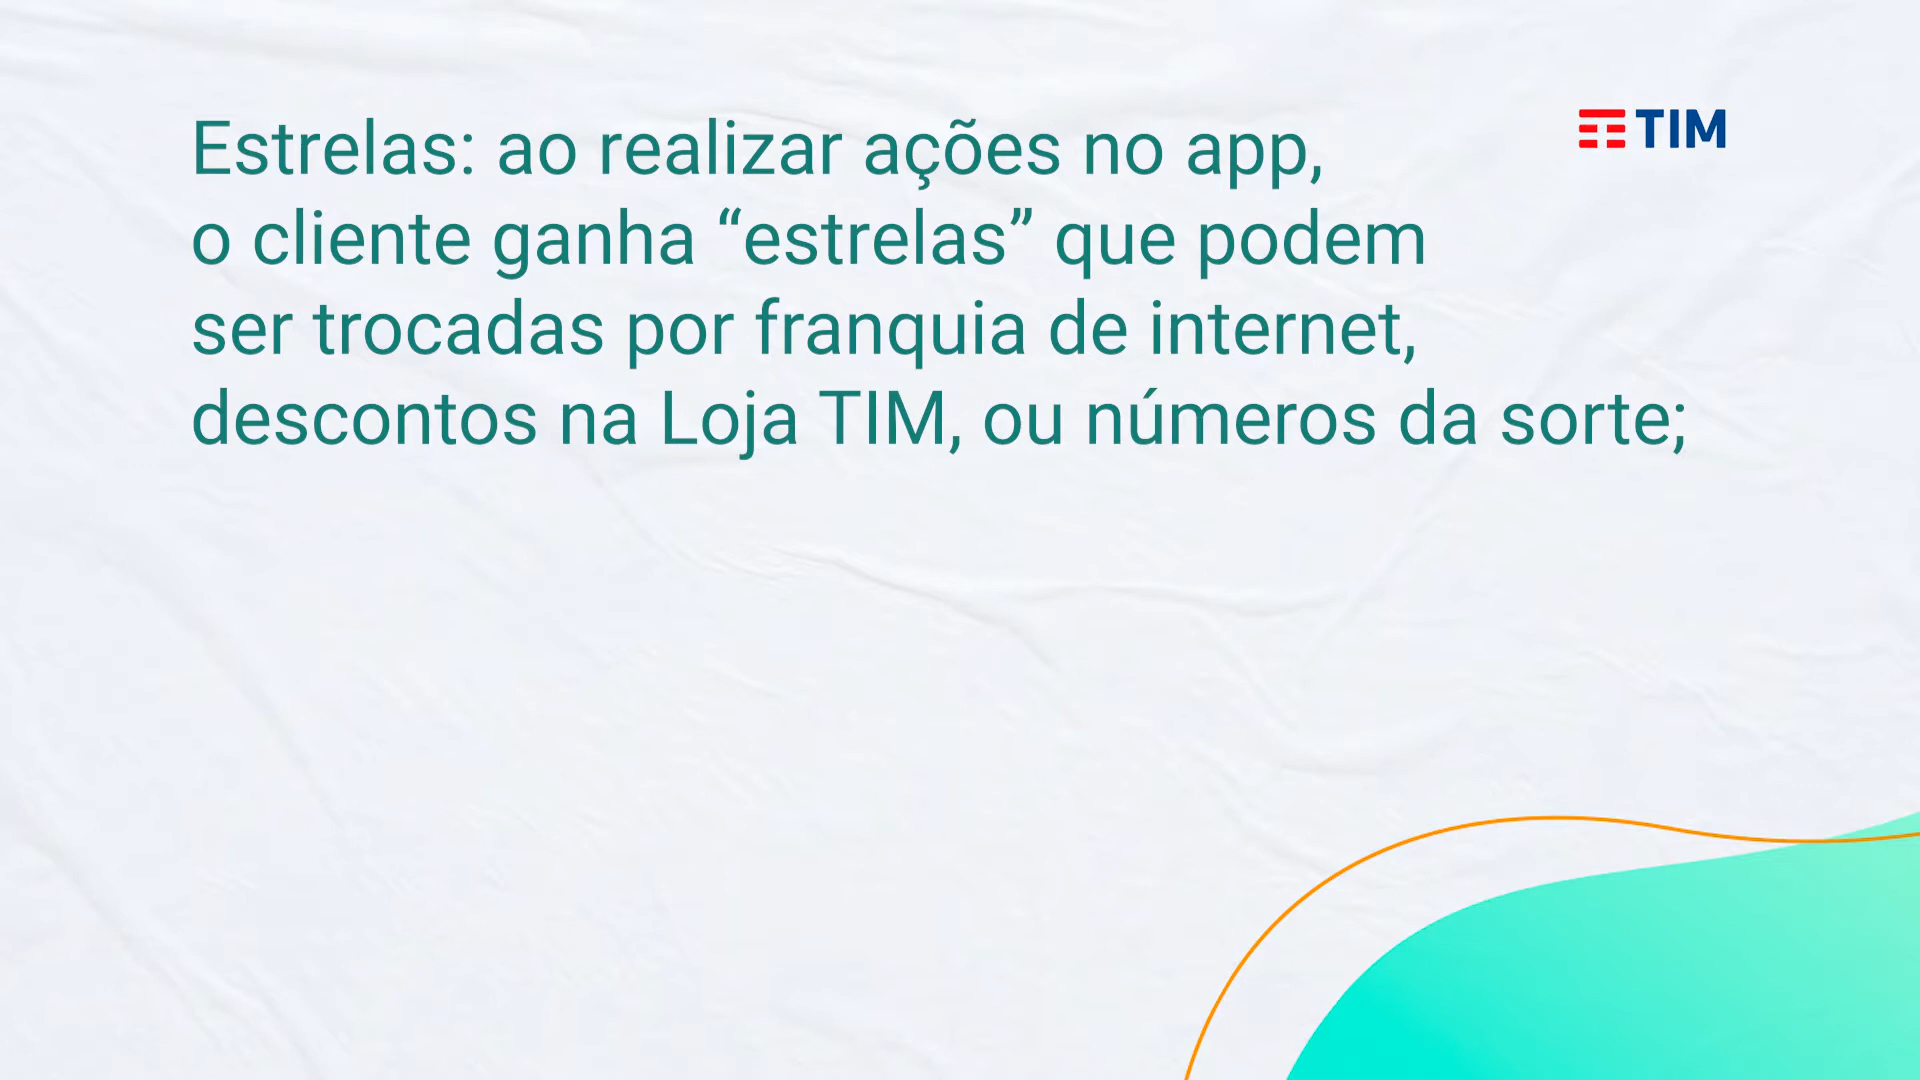 Estrelas: ao realizar ações no app,
TIM
o cliente ganha “estrelas” que podem
ser trocadas por franquia de internet,
descontos na Loja TIM, ou números da sorte;